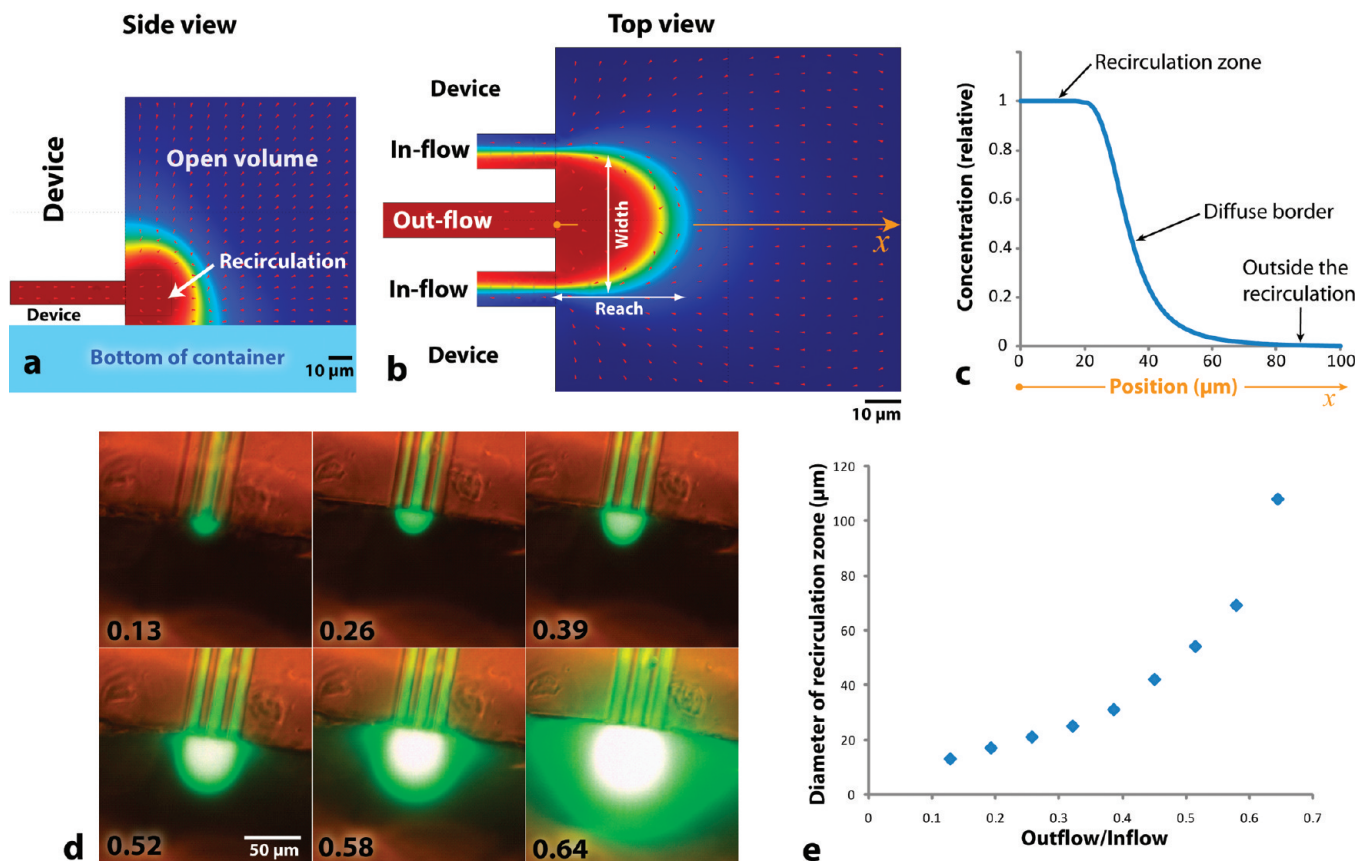 Side view
Device
Open volume
Recirculation
Device
Bottom of container
a
10 µm
Top view
Device
In-flow
Out-flow
In-flow
Device
Width
Reach
x
b
10 µm
Concentration (relative)
1
0.8
0.6
0.4
0.2
0
0 20 40 60 80 100
Recirculation zone
Diffuse border
Outside the
recirculation
Position (µm)
x
c
0.13
0.26
0.39
0.52
50 µm
0.58
0.64
d
Diameter of recirculation zone (µm)
120
100
80
60
40
20
0
0 0.1 0.2 0.3 0.4 0.5 0.6 0.7
Outflow/Inflow
e